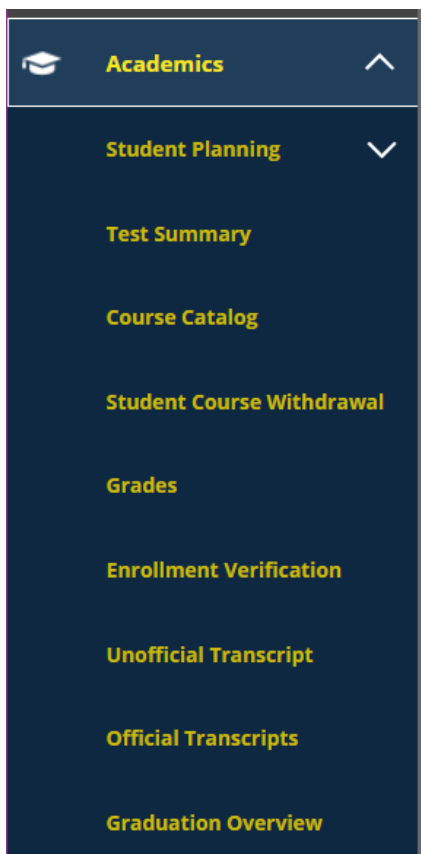 Academics
Student Planning
Test Summary
Course Catalog
Student Course Withdrawal
Grades
Enrollment Verification
Unofficial Transcript
Official Transcripts
Graduation Overview